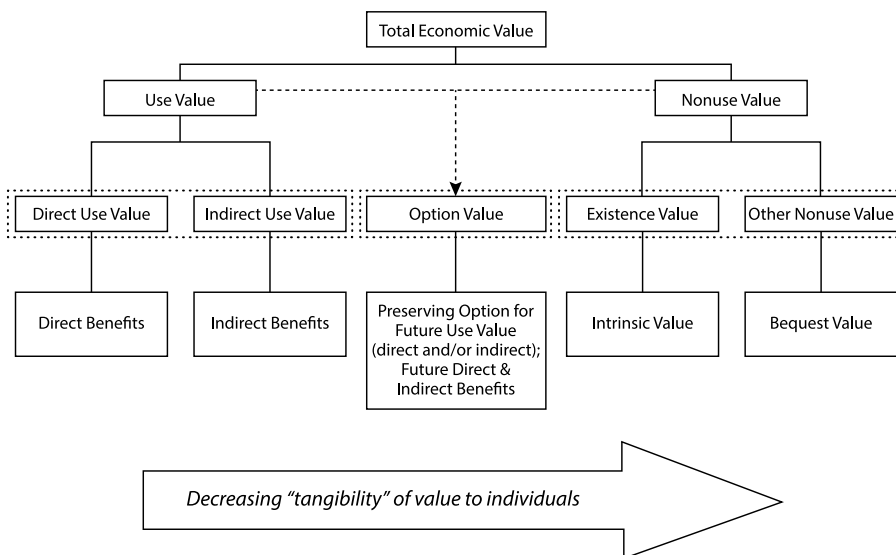 Total Economic Value
Use Value
Nonuse Value
Direct Use Value
Indirect Use Value
Option Value
Existence Value
Other Nonuse Value
Direct Benefits
Indirect Benefits
Preserving Option for
Future Use Value
(direct and/or indirect);
Future Direct &
Indirect Benefits
Intrinsic Value
Bequest Value
Decreasing “tangibility” of value to individuals